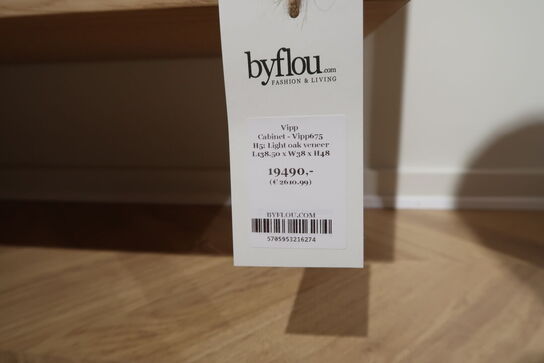 byflou.com
FASHION & LIVING
Vipp
Cabinet - Vipp675
H5: Light oak veneer
L138.50 x W38 x H48
19490,-
(€ 2610.99)
BYFLOU.COM
5705953216274